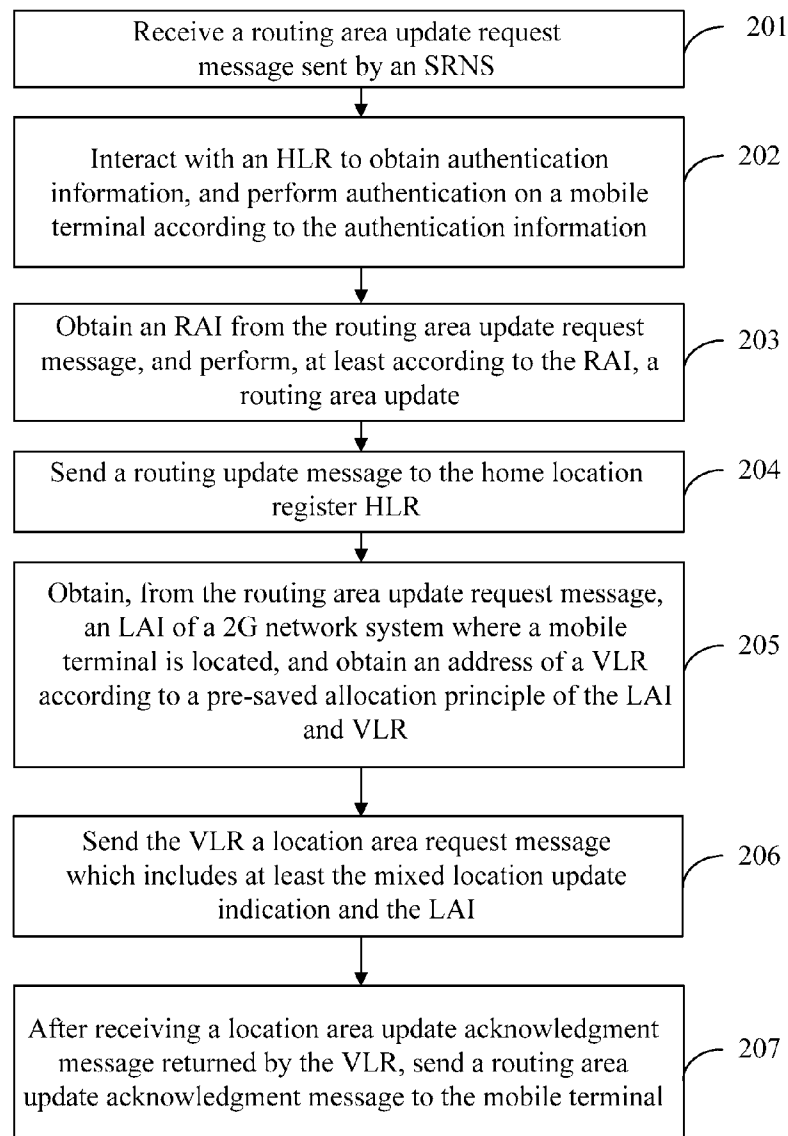 Receive a routing area update request
message sent by an SRNS
201
Interact with an HLR to obtain authentication
information, and perform authentication on a mobile
terminal according to the authentication information
202
Obtain an RAI from the routing area update request
message, and perform, at least according to the RAI, a
routing area update
203
Send a routing update message to the home location
register HLR
204
Obtain, from the routing area update request message,
an LAI of a 2G network system where a mobile
terminal is located, and obtain an address of a VLR
according to a pre-saved allocation principle of the LAI
and VLR
205
Send the VLR a location area request message
which includes at least the mixed location update
indication and the LAI
206
After receiving a location area update acknowledgment
message returned by the VLR, send a routing area
update acknowledgment message to the mobile terminal
207